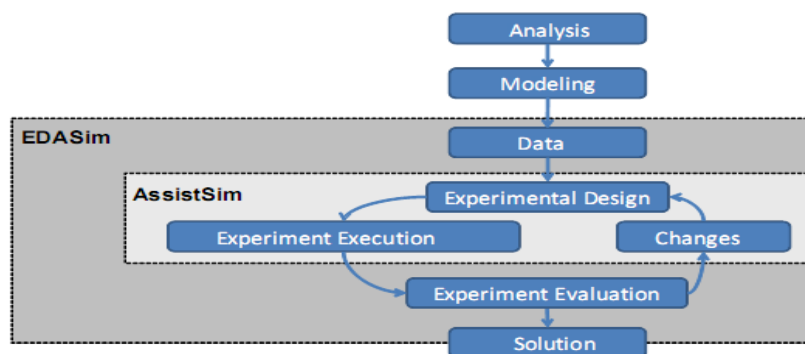 Analysis
Modeling
EDASim
Data
AssistSim
Experimental Design
Experiment Execution
Changes
Experiment Evaluation
Solution